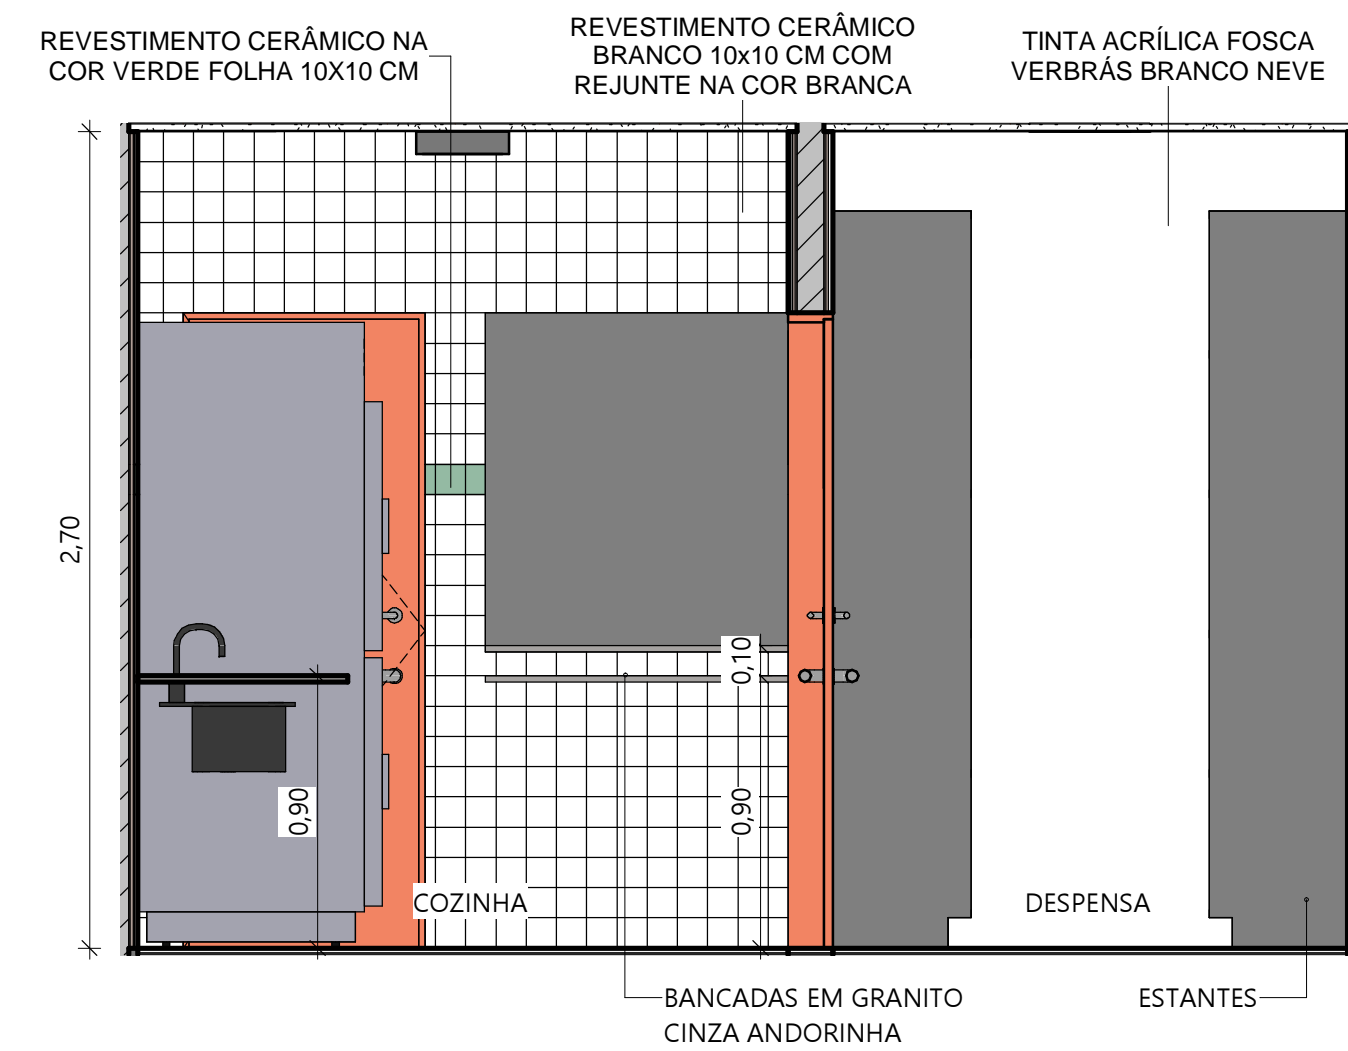 REVESTIMENTO CERÂMICO NA
COR VERDE FOLHA 10X10 CM
REVESTIMENTO CERÂMICO
BRANCO 10x10 CM COM
REJUNTE NA COR BRANCA
TINTA ACRÍLICA FOSCA
VERBRÁS BRANCO NEVE
2,70
0,10
0,90
0,90
COZINHA
DESPENSA
BANCADAS EM GRANITO
CINZA ANDORINHA
ESTANTES